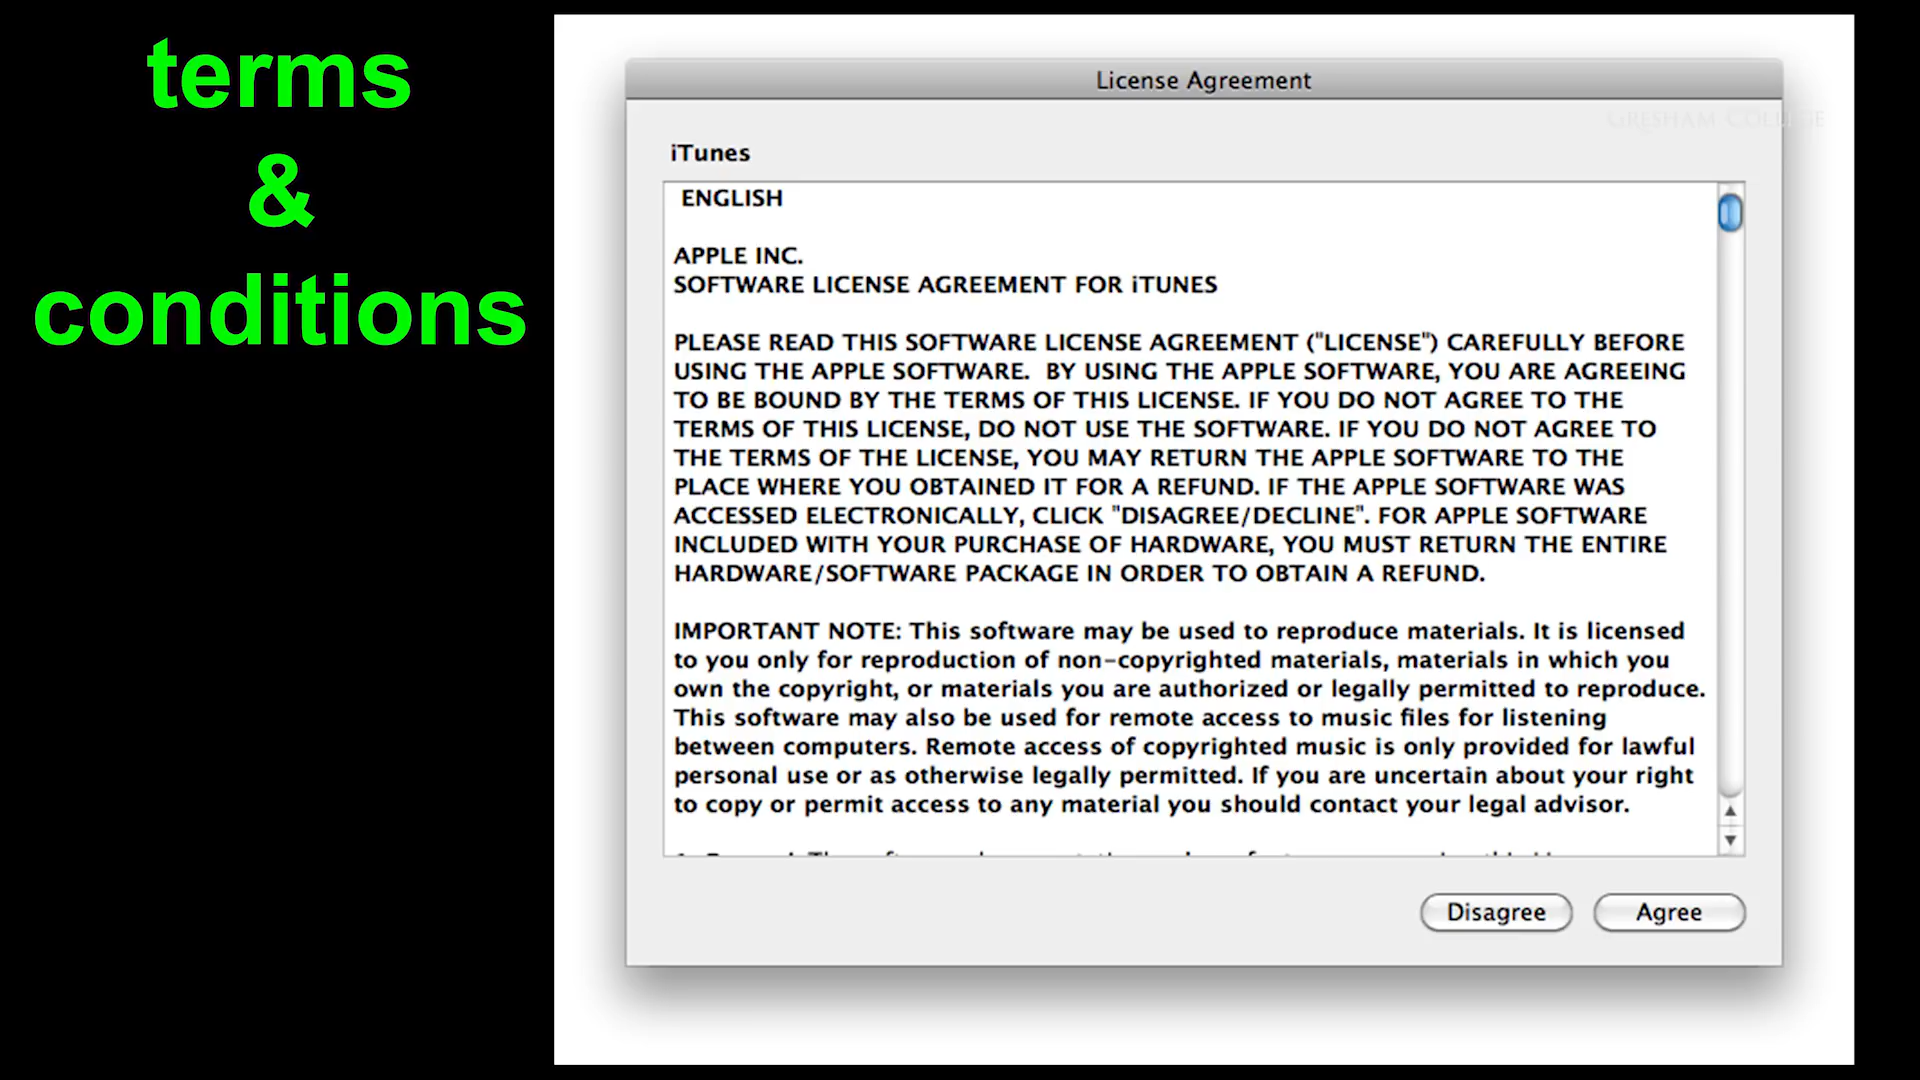 terms
&
conditions
License Agreement
GRESHAM COLLEGE
iTunes
ENGLISH
APPLE INC.
SOFTWARE LICENSE AGREEMENT FOR iTUNES
PLEASE READ THIS SOFTWARE LICENSE AGREEMENT ("LICENSE") CAREFULLY BEFORE
USING THE APPLE SOFTWARE.  BY USING THE APPLE SOFTWARE, YOU ARE AGREEING
TO BE BOUND BY THE TERMS OF THIS LICENSE. IF YOU DO NOT AGREE TO THE
TERMS OF THIS LICENSE, DO NOT USE THE SOFTWARE. IF YOU DO NOT AGREE TO
THE TERMS OF THE LICENSE, YOU MAY RETURN THE APPLE SOFTWARE TO THE
PLACE WHERE YOU OBTAINED IT FOR A REFUND. IF THE APPLE SOFTWARE WAS
ACCESSED ELECTRONICALLY, CLICK "DISAGREE/DECLINE". FOR APPLE SOFTWARE
INCLUDED WITH YOUR PURCHASE OF HARDWARE, YOU MUST RETURN THE ENTIRE
HARDWARE/SOFTWARE PACKAGE IN ORDER TO OBTAIN A REFUND.
IMPORTANT NOTE: This software may be used to reproduce materials. It is licensed
to you only for reproduction of non-copyrighted materials, materials in which you
own the copyright, or materials you are authorized or legally permitted to reproduce.
This software may also be used for remote access to music files for listening
between computers. Remote access of copyrighted music is only provided for lawful
personal use or as otherwise legally permitted. If you are uncertain about your right
to copy or permit access to any material you should contact your legal advisor.
Disagree
Agree